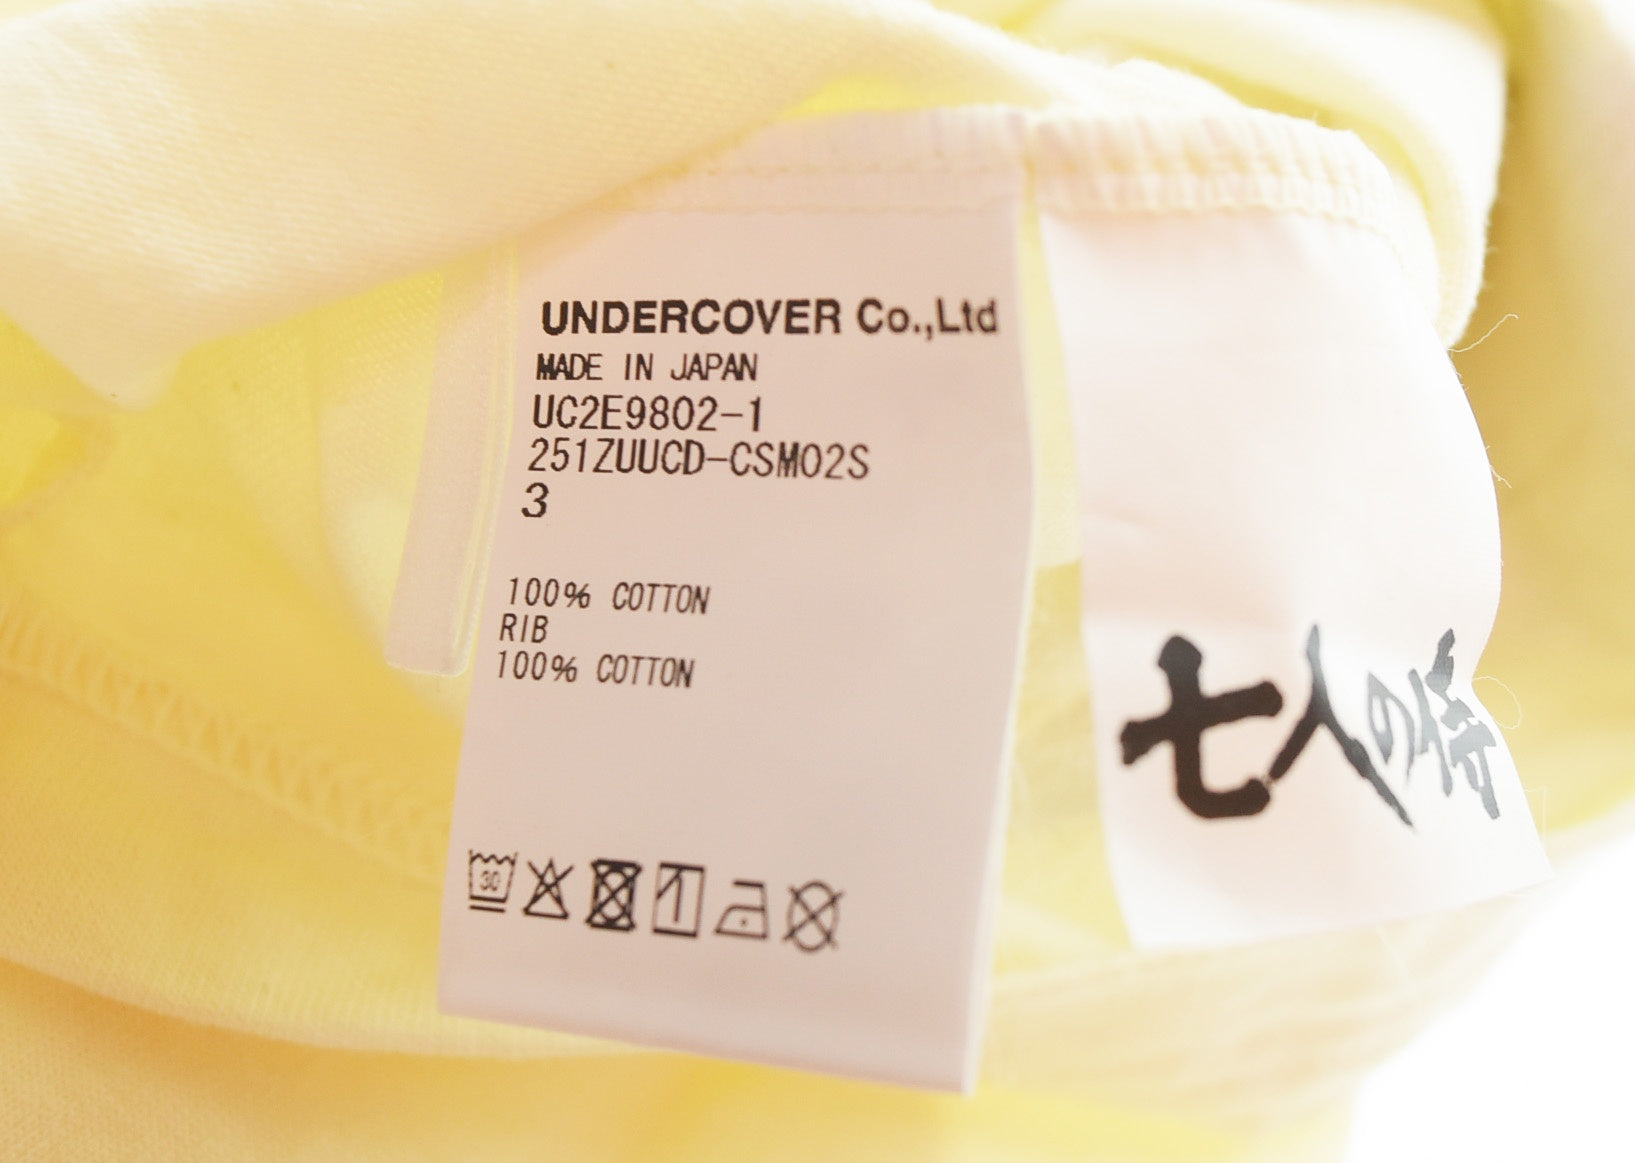 UNDERCOVER Co.,Ltd
MADE IN JAPAN
UC2E9802-1
251ZUUCD-CSM02S
3
100% COTTON
RIB
100% COTTON
30
七人の侍